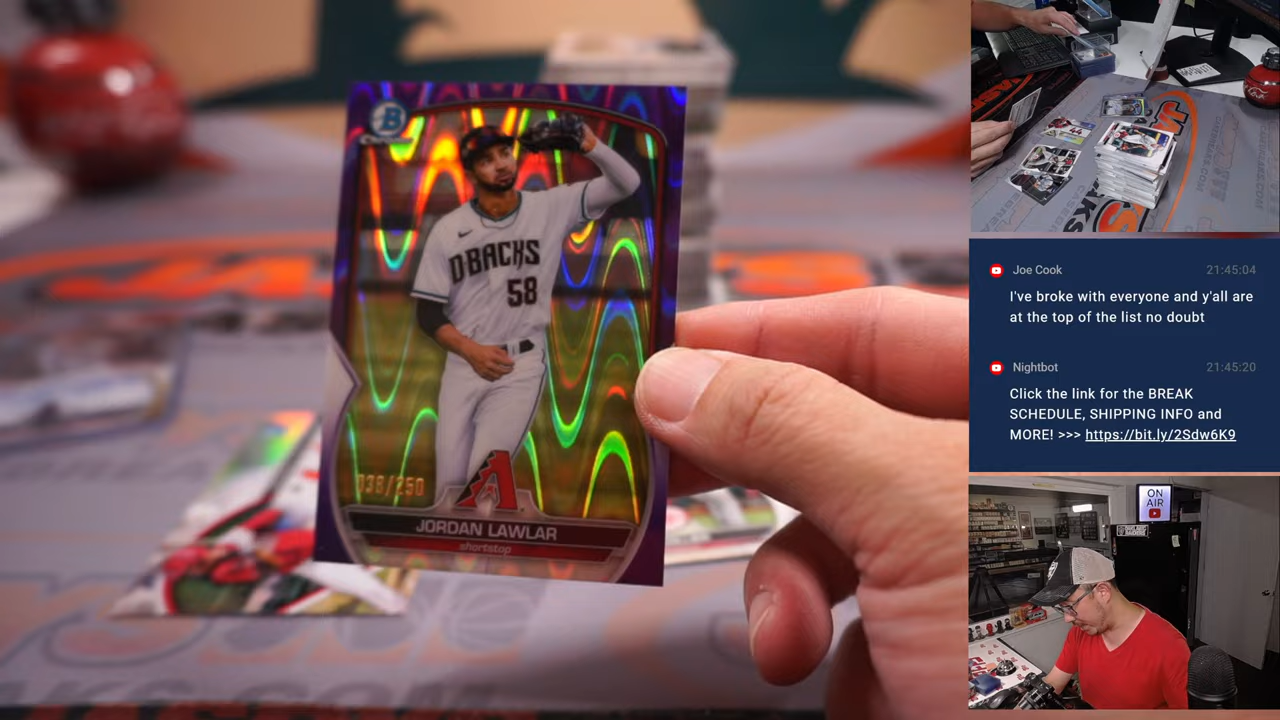 B
D·BACKS
58
038/250
JORDAN LAWLAR
shortstop
Joe Cook 21:45:04
I've broke with everyone and y'all are
at the top of the list no doubt
Nightbot 21:45:20
Click the link for the BREAK
SCHEDULE, SHIPPING INFO and
MORE! >>> https://bit.ly/2Sdw6K9
ON
AIR